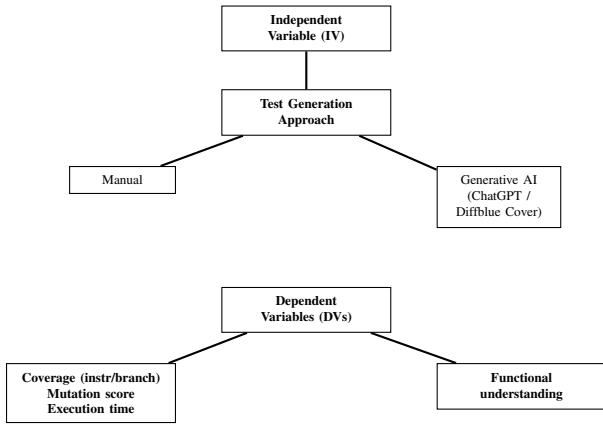 Independent
Variable (IV)
Test Generation
Approach
Manual
Generative AI
(ChatGPT /
Diffblue Cover)
Dependent
Variables (DVs)
Coverage (instr/branch)
Mutation score
Execution time
Functional
understanding